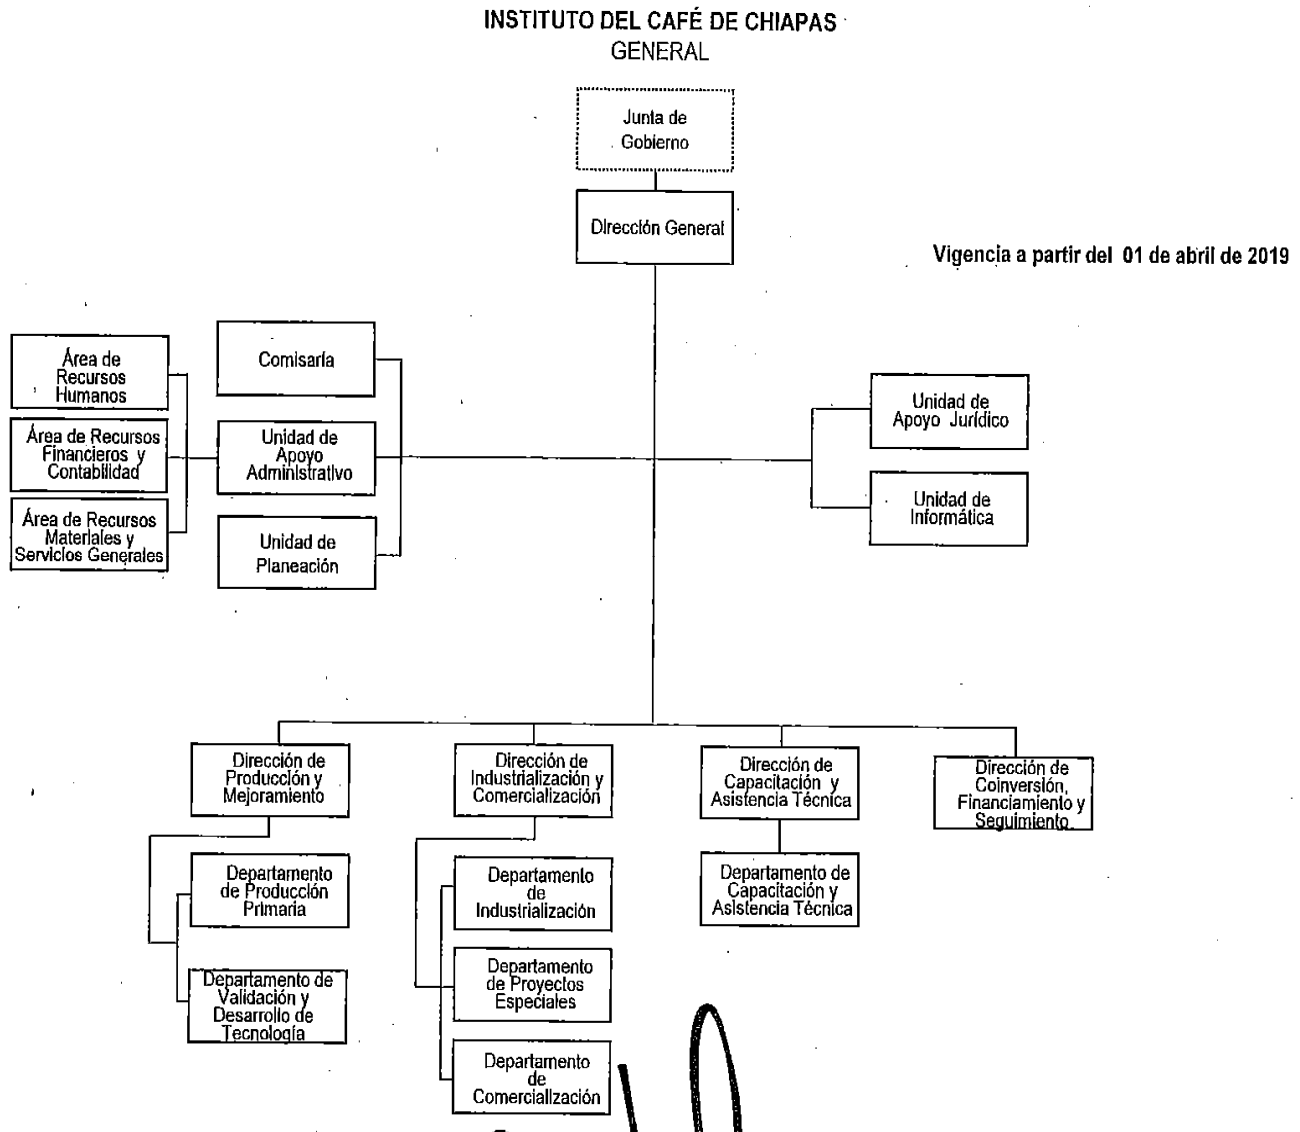 INSTITUTO DEL CAFÉ DE CHIAPAS
GENERAL
Junta de
Gobierno
Dirección General
Vigencia a partir del 01 de abril de 2019
Área de
Recursos
Humanos
Comisaría
Unidad de
Apoyo Jurídico
Área de Recursos
Financieros y
Contabilidad
Unidad de
Apoyo
Administrativo
Unidad de
Informática
Área de Recursos
Materiales y
Servicios Generales
Unidad de
Planeación
Dirección de
Producción y
Mejoramiento
Dirección de
Industrialización y
Comercialización
Dirección de
Capacitación y
Asistencia Técnica
Dirección de
Coinversión,
Financiamiento y
Seguimiento
Departamento
de Producción
Primaria
Departamento
de
Industrialización
Departamento de
Capacitación y
Asistencia Técnica
Departamento de
Validación y
Desarrollo de
Tecnología
Departamento
de Proyectos
Especiales
Departamento
de
Comercialización